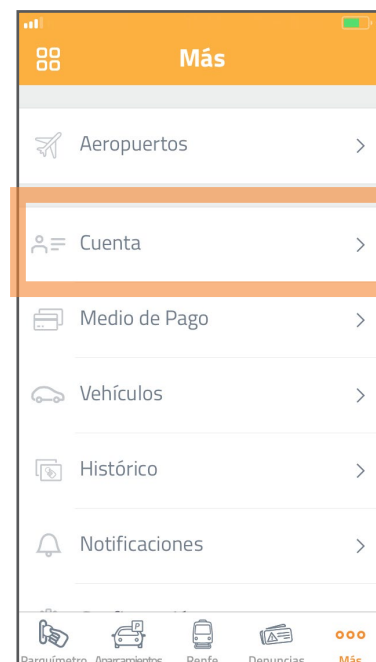 Más
Aeropuertos
Cuenta
Medio de Pago
Vehículos
Histórico
Notificaciones
P
Parquímetro Aparcamientos Renfe Denuncias Más